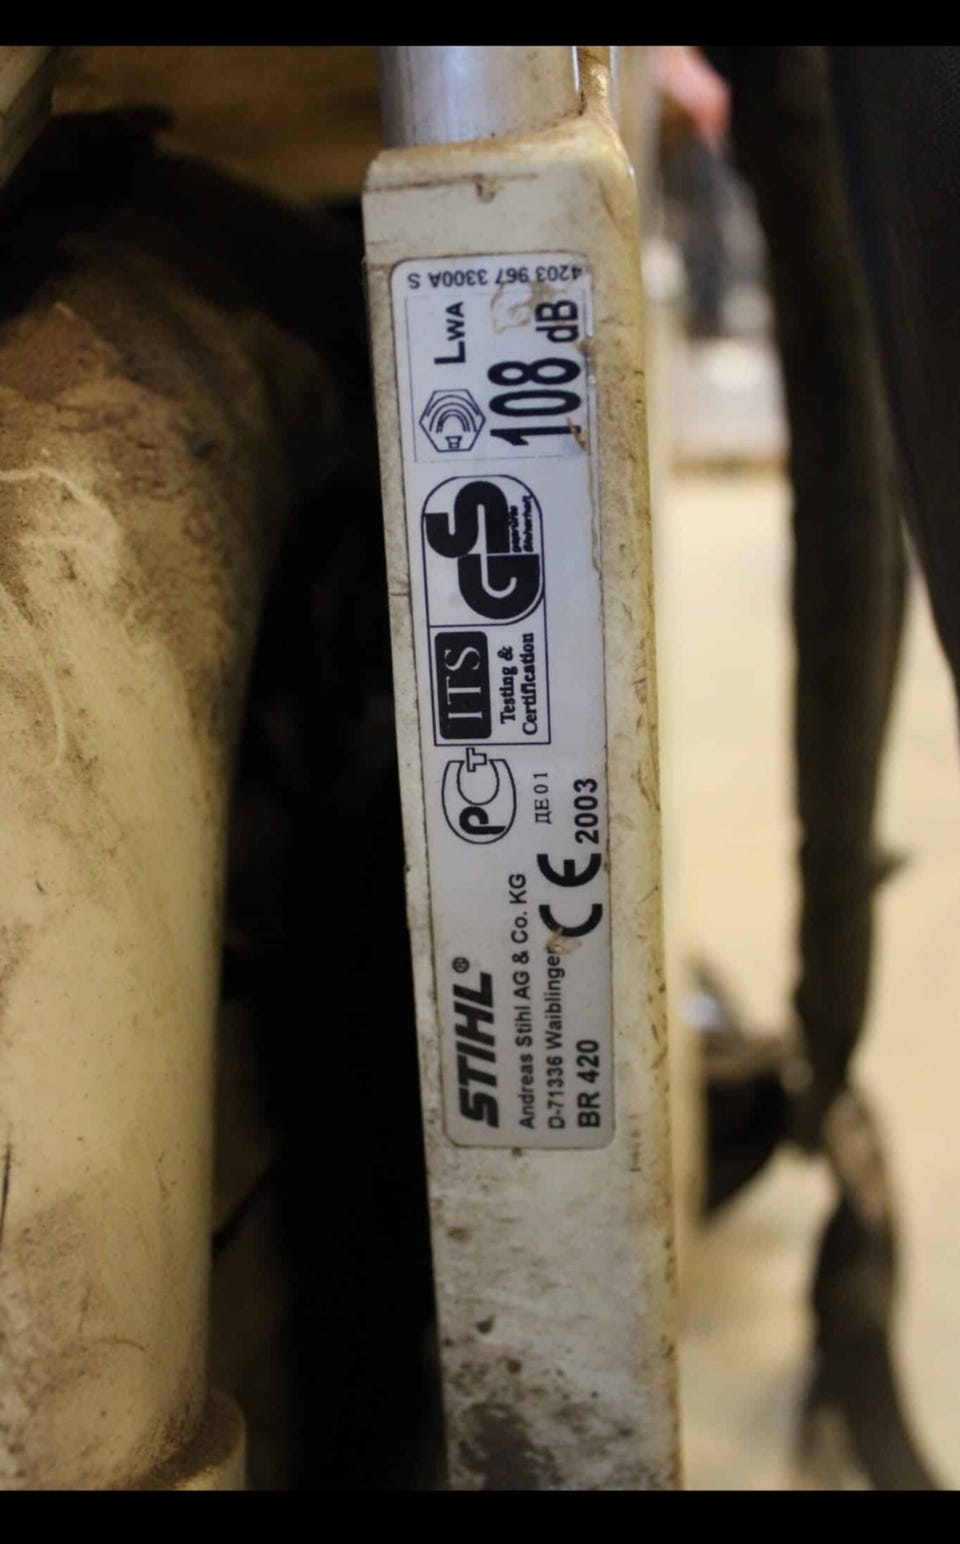 STIHL®
Andreas Stihl AG & Co. KG
D-71336 Waiblingen
BR 420
CE 2003
PCT
ДЕ 01
ITS
Testing &
Certification
GS
geprüfte
Sicherheit
LWA
108 dB
4203 967 3300A S